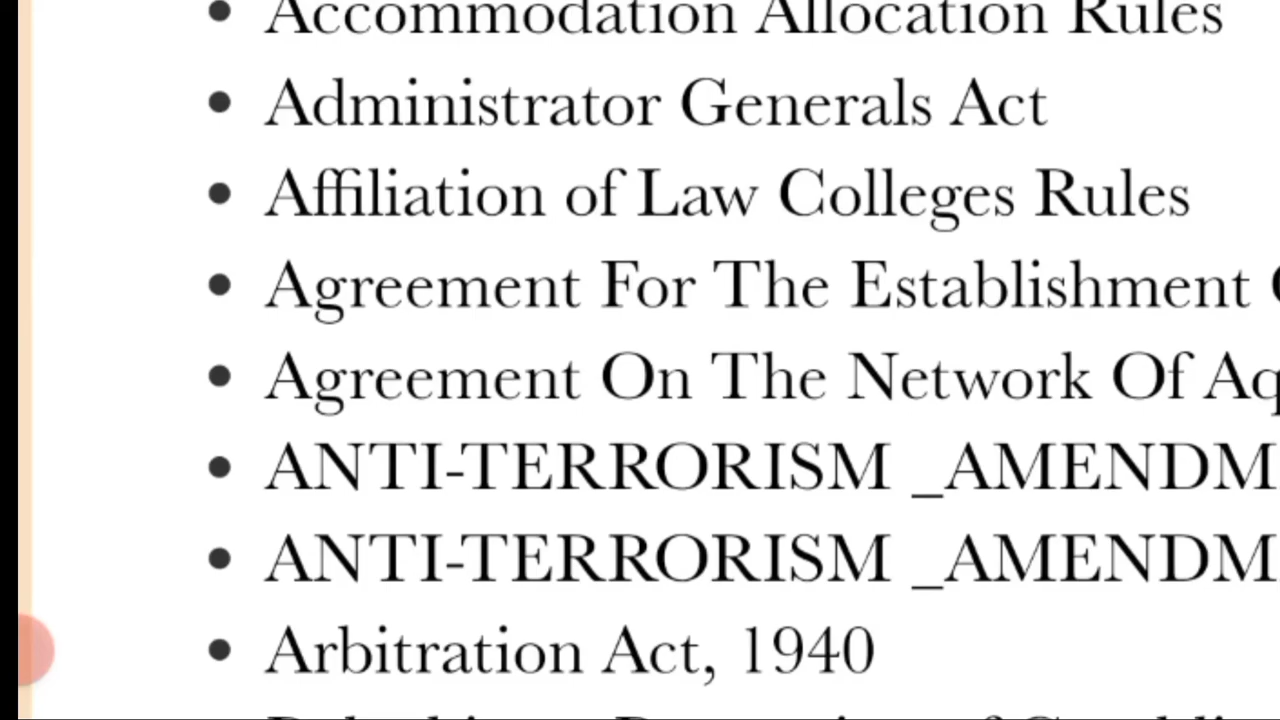 Accommodation Allocation Rules
Administrator Generals Act
Affiliation of Law Colleges Rules
Agreement For The Establishment
Agreement On The Network Of Aq
ANTI-TERRORISM _AMENDM
ANTI-TERRORISM _AMENDM
Arbitration Act, 1940